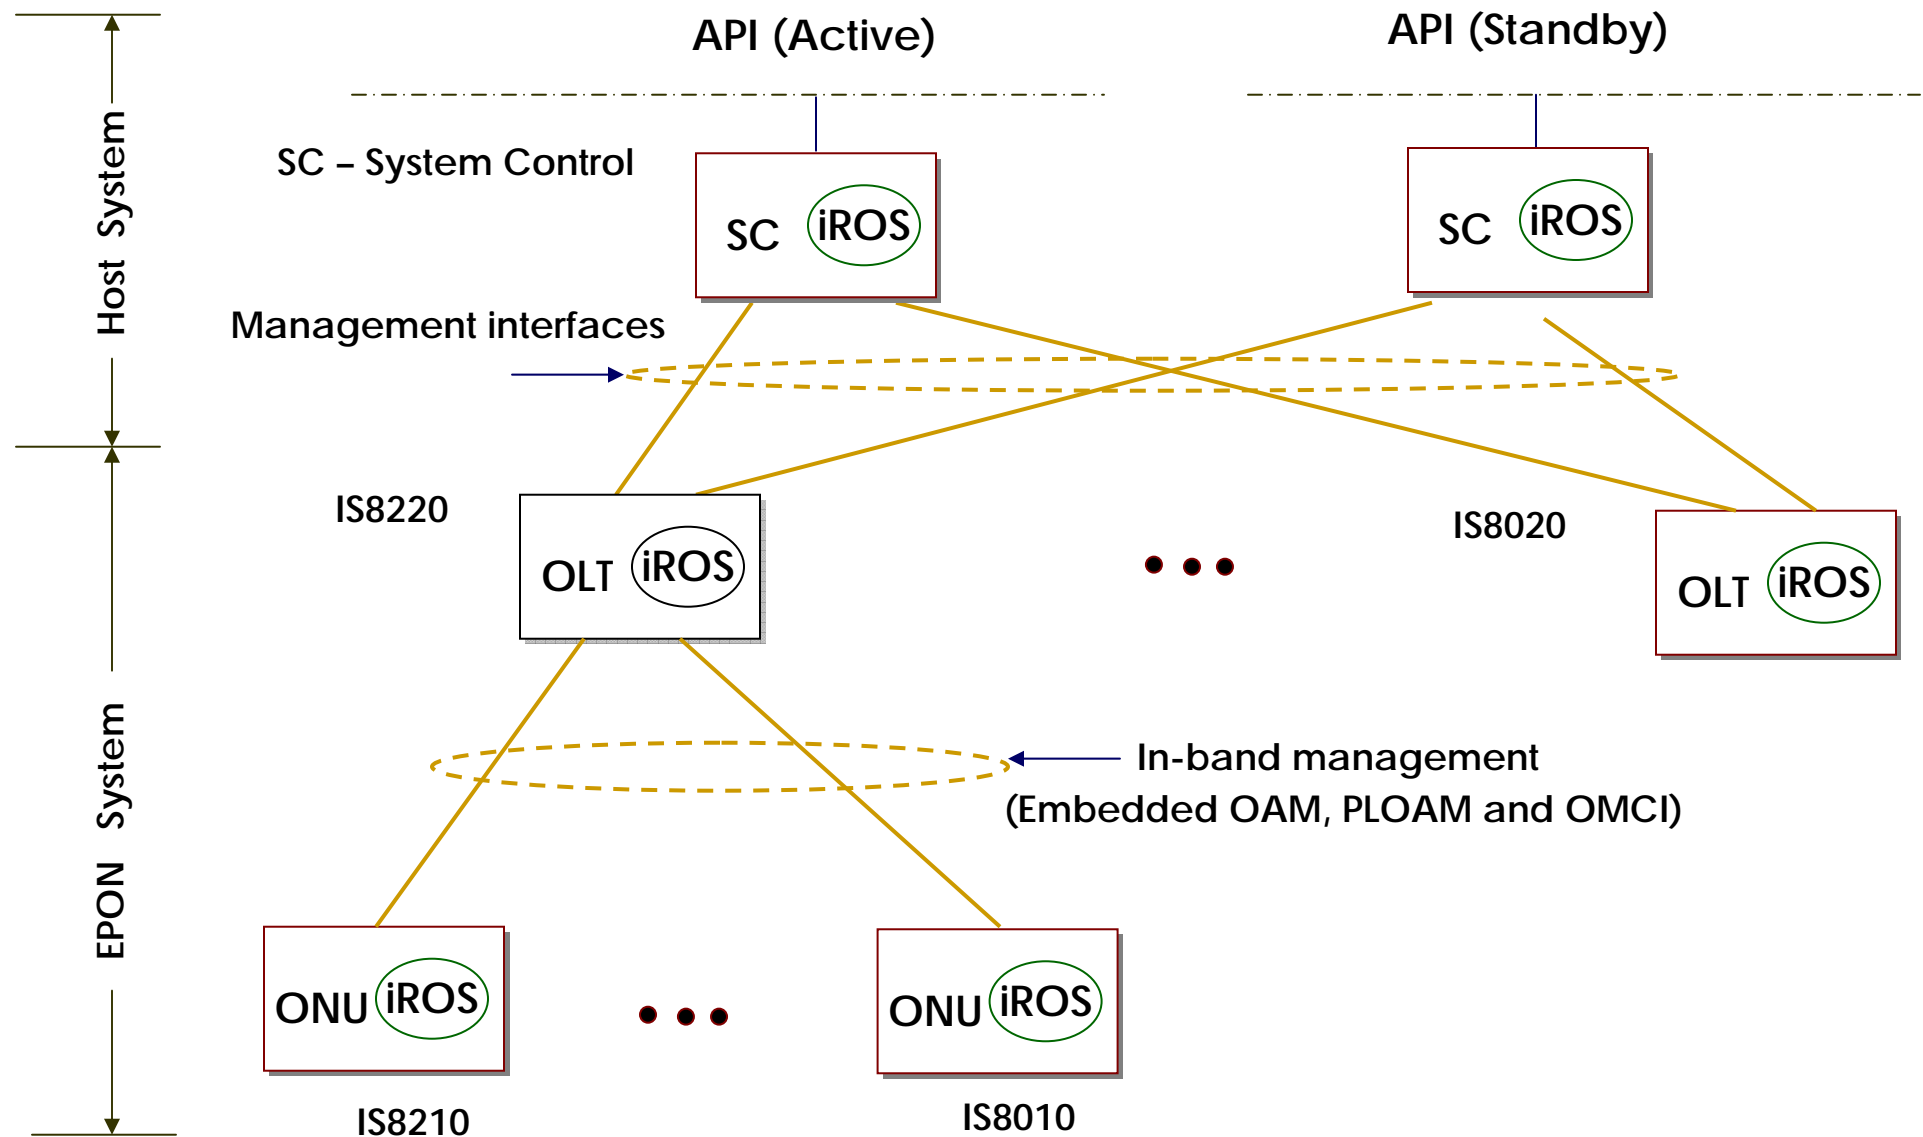 API (Active)
API (Standby)
Host System
SC – System Control
SC
iROS
SC
iROS
Management interfaces
IS8220
OLT
iROS
IS8020
OLT
iROS
EPON System
In-band management
(Embedded OAM, PLOAM and OMCI)
ONU
iROS
ONU
iROS
IS8210
IS8010